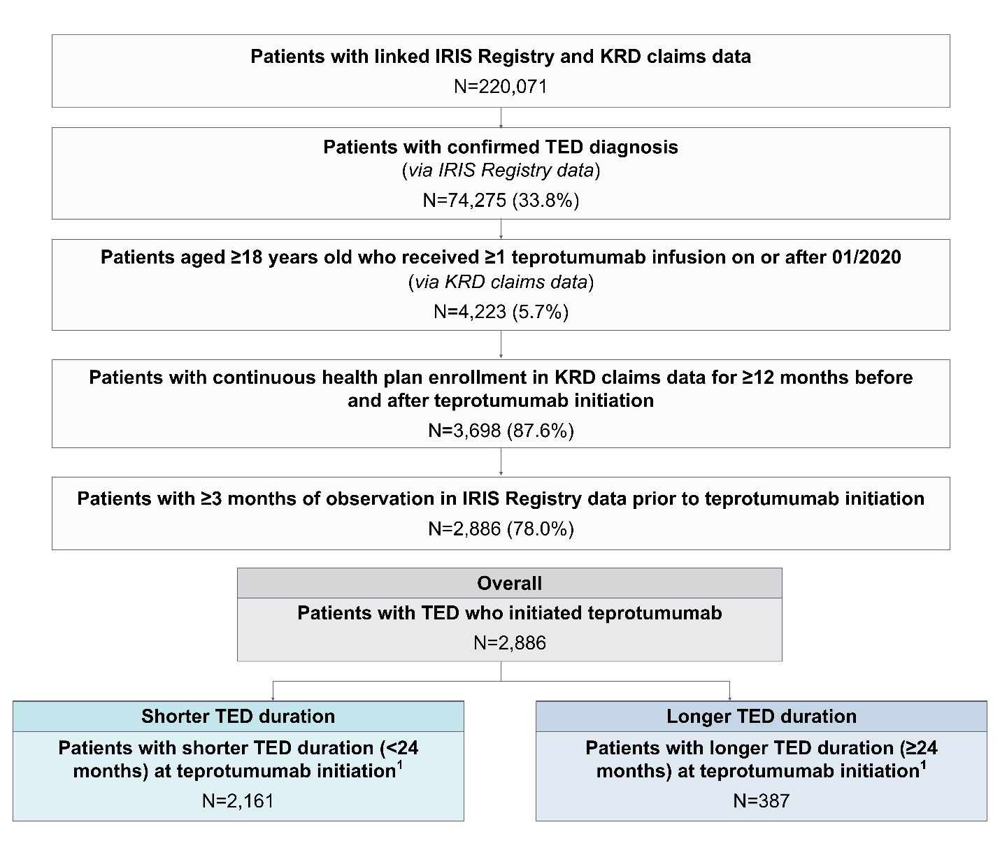 Patients with linked IRIS Registry and KRD claims data
N=220,071
Patients with confirmed TED diagnosis
(via IRIS Registry data)
N=74,275 (33.8%)
Patients aged ≥18 years old who received ≥1 teprotumumab infusion on or after 01/2020
(via KRD claims data)
N=4,223 (5.7%)
Patients with continuous health plan enrollment in KRD claims data for ≥12 months before
and after teprotumumab initiation
N=3,698 (87.6%)
Patients with ≥3 months of observation in IRIS Registry data prior to teprotumumab initiation
N=2,886 (78.0%)
Overall
Patients with TED who initiated teprotumumab
N=2,886
Shorter TED duration
Patients with shorter TED duration (<24
months) at teprotumumab initiation¹
N=2,161
Longer TED duration
Patients with longer TED duration (≥24
months) at teprotumumab initiation¹
N=387